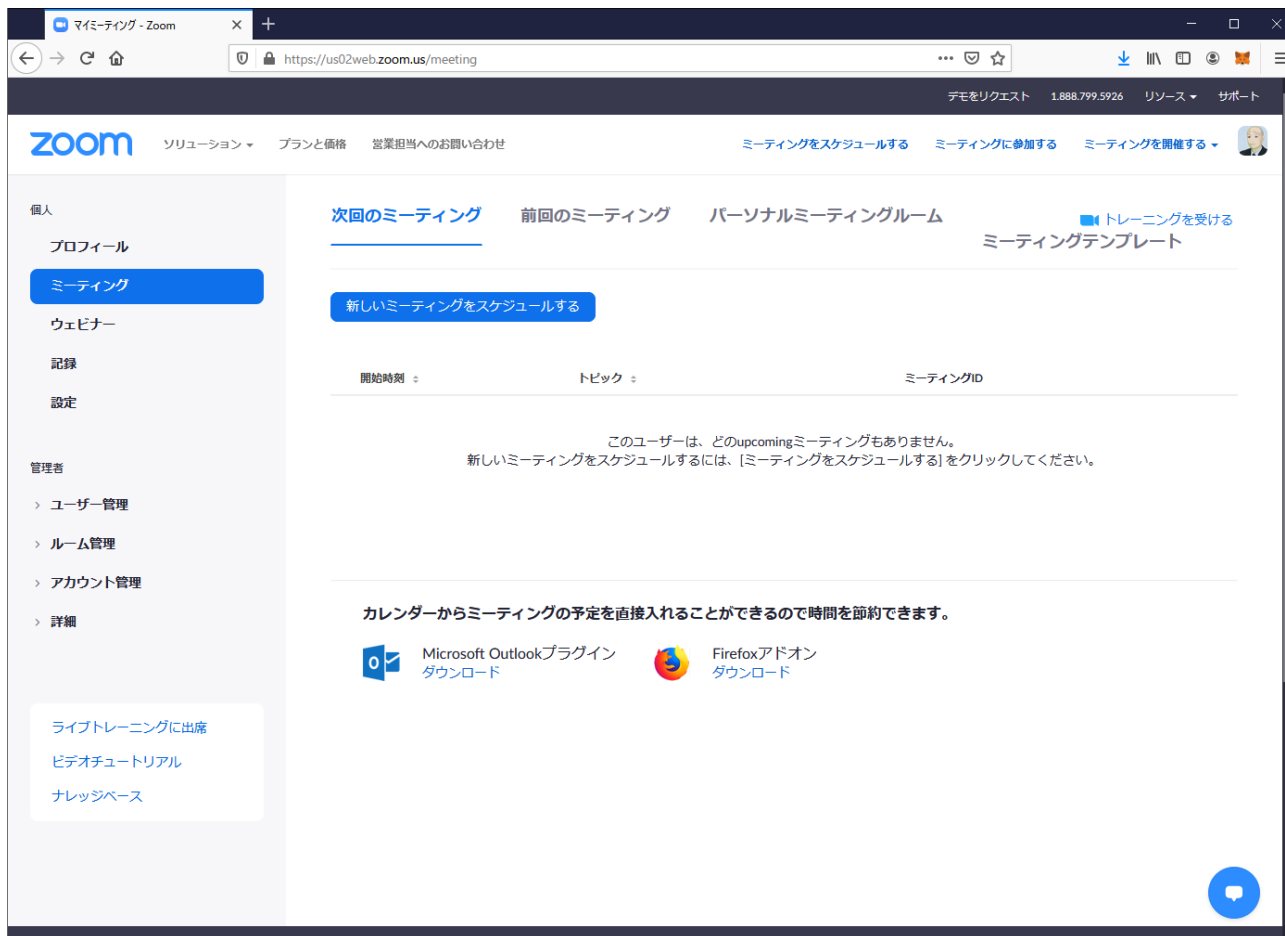 マイミーティング - Zoom
https://us02web.zoom.us/meeting
デモをリクエスト 1.888.799.5926 リソース サポート
zoom ソリューション プランと価格 営業担当へのお問い合わせ ミーティングをスケジュールする ミーティングに参加する ミーティングを開催する
個人
プロフィール
ミーティング
ウェビナー
記録
設定
管理者
ユーザー管理
ルーム管理
アカウント管理
詳細
ライブトレーニングに出席
ビデオチュートリアル
ナレッジベース
次回のミーティング 前回のミーティング パーソナルミーティングルーム
トレーニングを受ける
ミーティングテンプレート
新しいミーティングをスケジュールする
開始時刻 トピック ミーティングID
このユーザーは、どのupcomingミーティングもありません。
新しいミーティングをスケジュールするには、[ミーティングをスケジュールする] をクリックしてください。
カレンダーからミーティングの予定を直接入れることができるので時間を節約できます。
Microsoft Outlookプラグイン
ダウンロード
Firefoxアドオン
ダウンロード